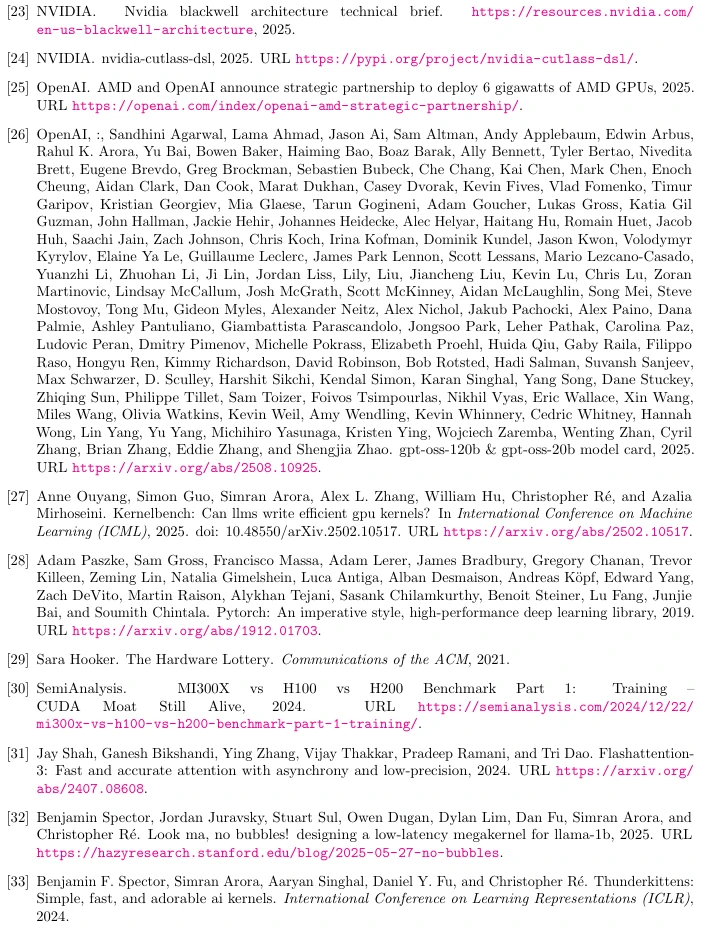 [23] NVIDIA. Nvidia blackwell architecture technical brief. https://resources.nvidia.com/
en-us-blackwell-architecture, 2025.
[24] NVIDIA. nvidia-cutlass-dsl, 2025. URL https://pypi.org/project/nvidia-cutlass-dsl/.
[25] OpenAI. AMD and OpenAI announce strategic partnership to deploy 6 gigawatts of AMD GPUs, 2025.
URL https://openai.com/index/openai-amd-strategic-partnership/.
[26] OpenAI, :, Sandhini Agarwal, Lama Ahmad, Jason Ai, Sam Altman, Andy Applebaum, Edwin Arbus,
Rahul K. Arora, Yu Bai, Bowen Baker, Haiming Bao, Boaz Barak, Ally Bennett, Tyler Bertao, Nivedita
Brett, Eugene Brevdo, Greg Brockman, Sebastien Bubeck, Che Chang, Kai Chen, Mark Chen, Enoch
Cheung, Aidan Clark, Dan Cook, Marat Dukhan, Casey Dvorak, Kevin Fives, Vlad Fomenko, Timur
Garipov, Kristian Georgiev, Mia Glaese, Tarun Gogineni, Adam Goucher, Lukas Gross, Katia Gil
Guzman, John Hallman, Jackie Hehir, Johannes Heidecke, Alec Helyar, Haitang Hu, Romain Huet, Jacob
Huh, Saachi Jain, Zach Johnson, Chris Koch, Irina Kofman, Dominik Kundel, Jason Kwon, Volodymyr
Kyrylov, Elaine Ya Le, Guillaume Leclerc, James Park Lennon, Scott Lessans, Mario Lezcano-Casado,
Yuanzhi Li, Zhuohan Li, Ji Lin, Jordan Liss, Lily, Liu, Jiancheng Liu, Kevin Lu, Chris Lu, Zoran
Martinovic, Lindsay McCallum, Josh McGrath, Scott McKinney, Aidan McLaughlin, Song Mei, Steve
Mostovoy, Tong Mu, Gideon Myles, Alexander Neitz, Alex Nichol, Jakub Pachocki, Alex Paino, Dana
Palmie, Ashley Pantuliano, Giambattista Parascandolo, Jongsoo Park, Leher Pathak, Carolina Paz,
Ludovic Peran, Dmitry Pimenov, Michelle Pokrass, Elizabeth Proehl, Huida Qiu, Gaby Raila, Filippo
Raso, Hongyu Ren, Kimmy Richardson, David Robinson, Bob Rotsted, Hadi Salman, Suvansh Sanjeev,
Max Schwarzer, D. Sculley, Harshit Sikchi, Kendal Simon, Karan Singhal, Yang Song, Dane Stuckey,
Zhiqing Sun, Philippe Tillet, Sam Toizer, Foivos Tsimpourlas, Nikhil Vyas, Eric Wallace, Xin Wang,
Miles Wang, Olivia Watkins, Kevin Weil, Amy Wendling, Kevin Whinnery, Cedric Whitney, Hannah
Wong, Lin Yang, Yu Yang, Michihiro Yasunaga, Kristen Ying, Wojciech Zaremba, Wenting Zhan, Cyril
Zhang, Brian Zhang, Eddie Zhang, and Shengjia Zhao. gpt-oss-120b & gpt-oss-20b model card, 2025.
URL https://arxiv.org/abs/2508.10925.
[27] Anne Ouyang, Simon Guo, Simran Arora, Alex L. Zhang, William Hu, Christopher Ré, and Azalia
Mirhoseini. Kernelbench: Can llms write efficient gpu kernels? In International Conference on Machine
Learning (ICML), 2025. doi: 10.48550/arXiv.2502.10517. URL https://arxiv.org/abs/2502.10517.
[28] Adam Paszke, Sam Gross, Francisco Massa, Adam Lerer, James Bradbury, Gregory Chanan, Trevor
Killeen, Zeming Lin, Natalia Gimelshein, Luca Antiga, Alban Desmaison, Andreas Köpf, Edward Yang,
Zach DeVito, Martin Raison, Alykhan Tejani, Sasank Chilamkurthy, Benoit Steiner, Lu Fang, Junjie
Bai, and Soumith Chintala. Pytorch: An imperative style, high-performance deep learning library, 2019.
URL https://arxiv.org/abs/1912.01703.
[29] Sara Hooker. The Hardware Lottery. Communications of the ACM, 2021.
[30] SemiAnalysis. MI300X vs H100 vs H200 Benchmark Part 1: Training –
CUDA Moat Still Alive, 2024. URL https://semianalysis.com/2024/12/22/
mi300x-vs-h100-vs-h200-benchmark-part-1-training/.
[31] Jay Shah, Ganesh Bikshandi, Ying Zhang, Vijay Thakkar, Pradeep Ramani, and Tri Dao. Flashattention-
3: Fast and accurate attention with asynchrony and low-precision, 2024. URL https://arxiv.org/
abs/2407.08608.
[32] Benjamin Spector, Jordan Juravsky, Stuart Sul, Owen Dugan, Dylan Lim, Dan Fu, Simran Arora, and
Christopher Ré. Look ma, no bubbles! designing a low-latency megakernel for llama-1b, 2025. URL
https://hazyresearch.stanford.edu/blog/2025-05-27-no-bubbles.
[33] Benjamin F. Spector, Simran Arora, Aaryan Singhal, Daniel Y. Fu, and Christopher Ré. Thunderkittens:
Simple, fast, and adorable ai kernels. International Conference on Learning Representations (ICLR),
2024.